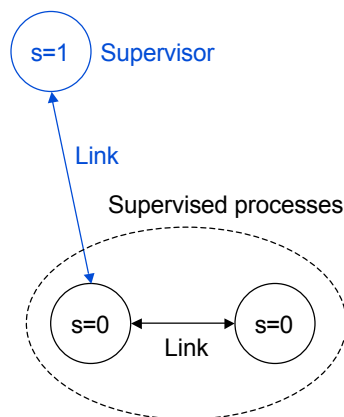 s=1 Supervisor
Link
Supervised processes
s=0 s=0
Link